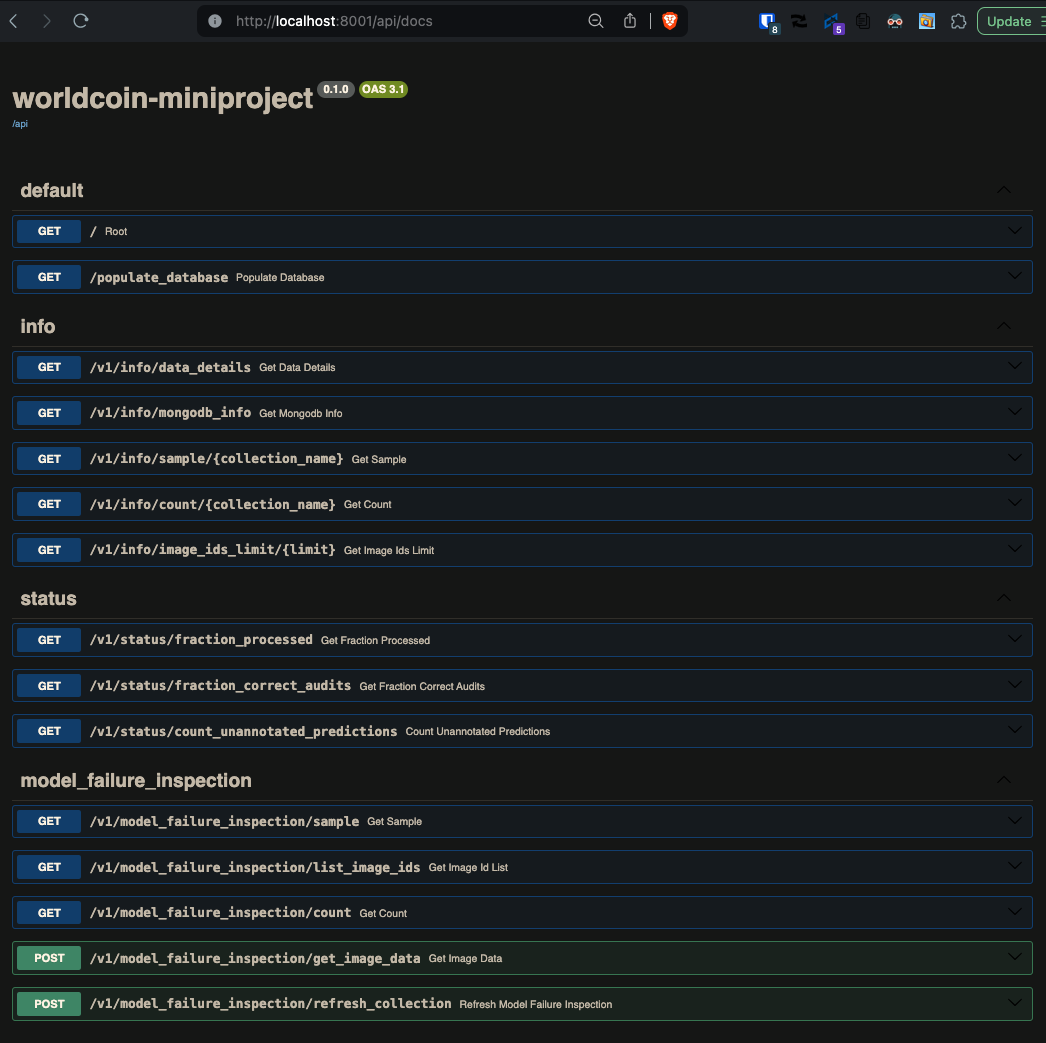 http://localhost:8001/api/docs
8
5
Update
worldcoin-miniproject 0.1.0 OAS 3.1
/api
default
GET / Root
GET /populate_database Populate Database
info
GET /v1/info/data_details Get Data Details
GET /v1/info/mongodb_info Get Mongodb Info
GET /v1/info/sample/{collection_name} Get Sample
GET /v1/info/count/{collection_name} Get Count
GET /v1/info/image_ids_limit/{limit} Get Image Ids Limit
status
GET /v1/status/fraction_processed Get Fraction Processed
GET /v1/status/fraction_correct_audits Get Fraction Correct Audits
GET /v1/status/count_unannotated_predictions Count Unannotated Predictions
model_failure_inspection
GET /v1/model_failure_inspection/sample Get Sample
GET /v1/model_failure_inspection/list_image_ids Get Image Id List
GET /v1/model_failure_inspection/count Get Count
POST /v1/model_failure_inspection/get_image_data Get Image Data
POST /v1/model_failure_inspection/refresh_collection Refresh Model Failure Inspection